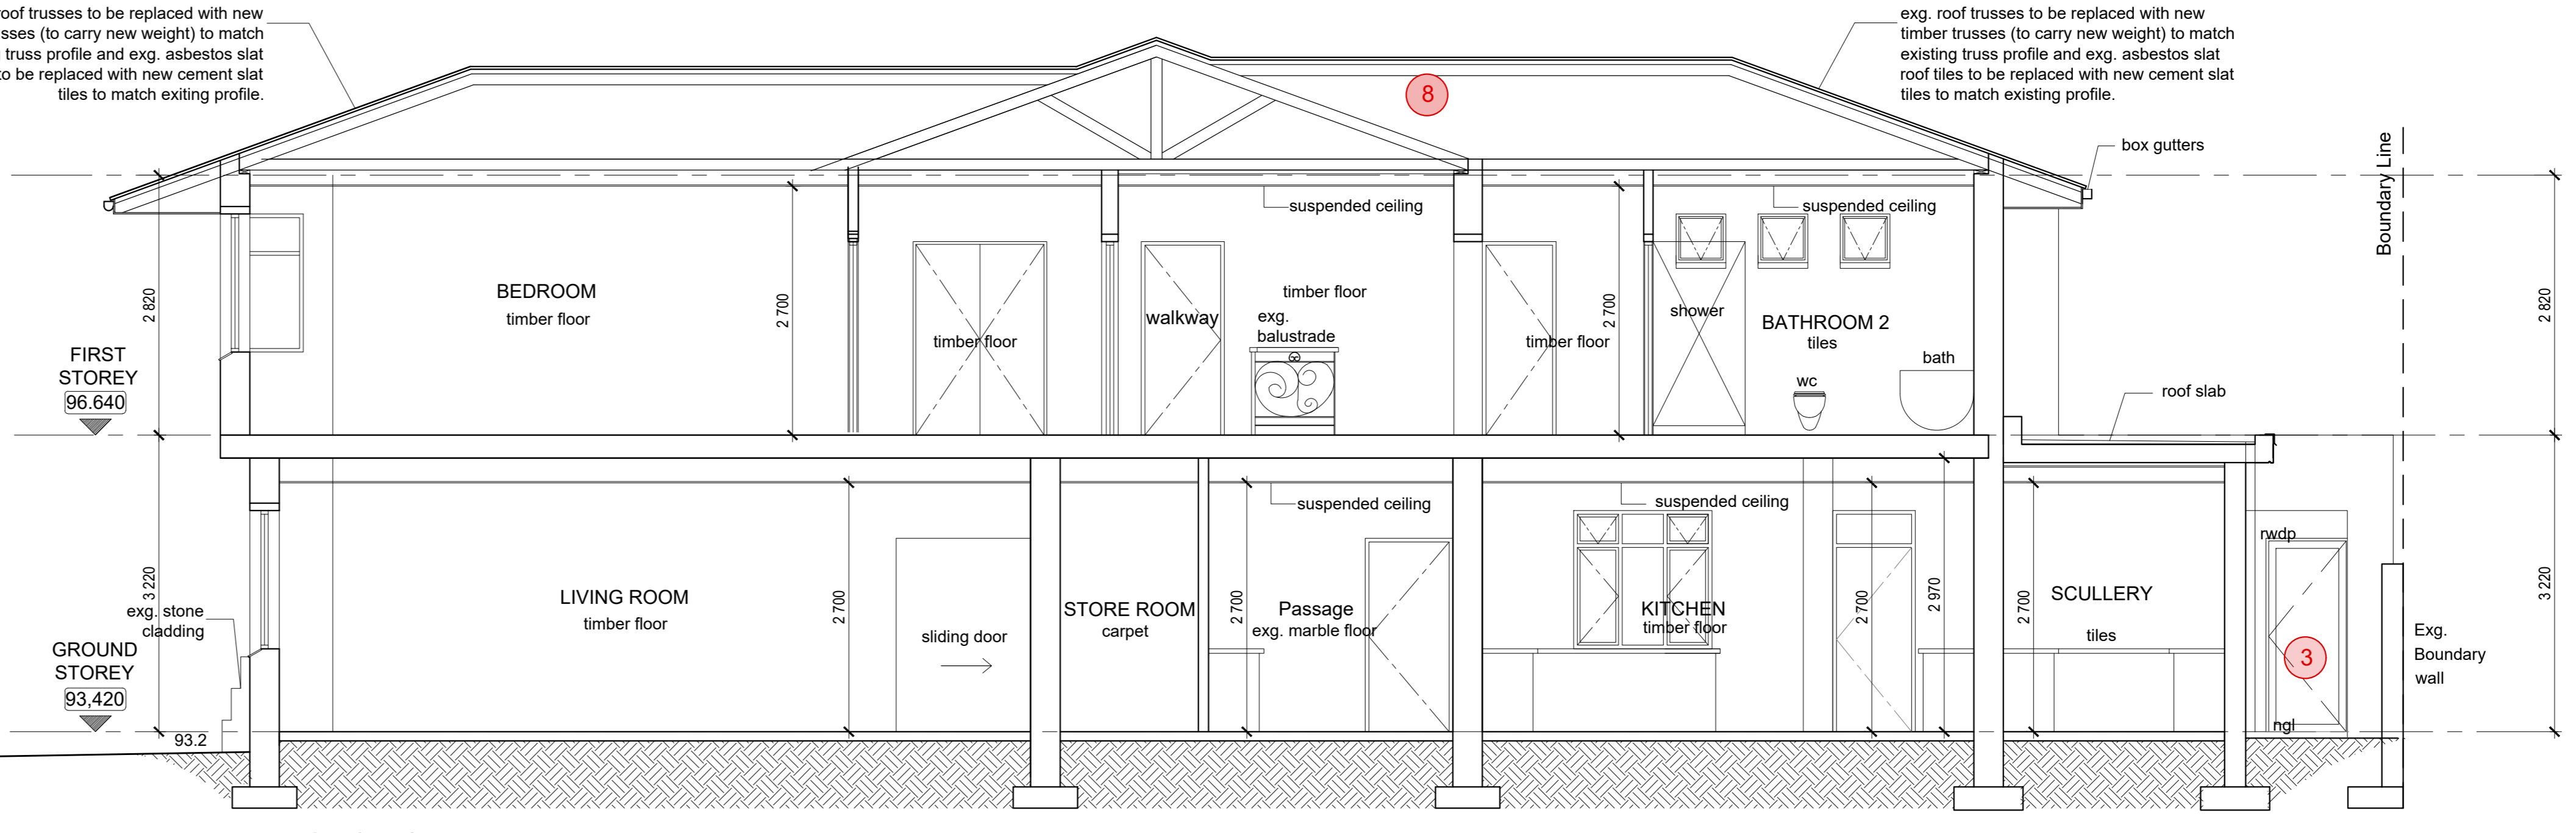 roof trusses to be replaced with new
sses (to carry new weight) to match
truss profile and exg. asbestos slat
to be replaced with new cement slat
tiles to match exiting profile.
exg. roof trusses to be replaced with new
timber trusses (to carry new weight) to match
existing truss profile and exg. asbestos slat
roof tiles to be replaced with new cement slat
tiles to match existing profile.
8
box gutters
Boundary Line
suspended ceiling
suspended ceiling
2 820
BEDROOM
timber floor
2 700
timber floor
walkway
timber floor
exg.
balustrade
timber floor
2 700
shower
BATHROOM 2
tiles
wc
bath
2 820
FIRST
STOREY
96.640
roof slab
suspended ceiling
suspended ceiling
rwdp
3 220
exg. stone
cladding
LIVING ROOM
timber floor
2 700
sliding door
STORE ROOM
carpet
2 700
Passage
exg. marble floor
KITCHEN
timber floor
2 700
2 970
2 700
SCULLERY
tiles
3
Exg.
Boundary
wall
3 220
GROUND
STOREY
93,420
93.2
ngl